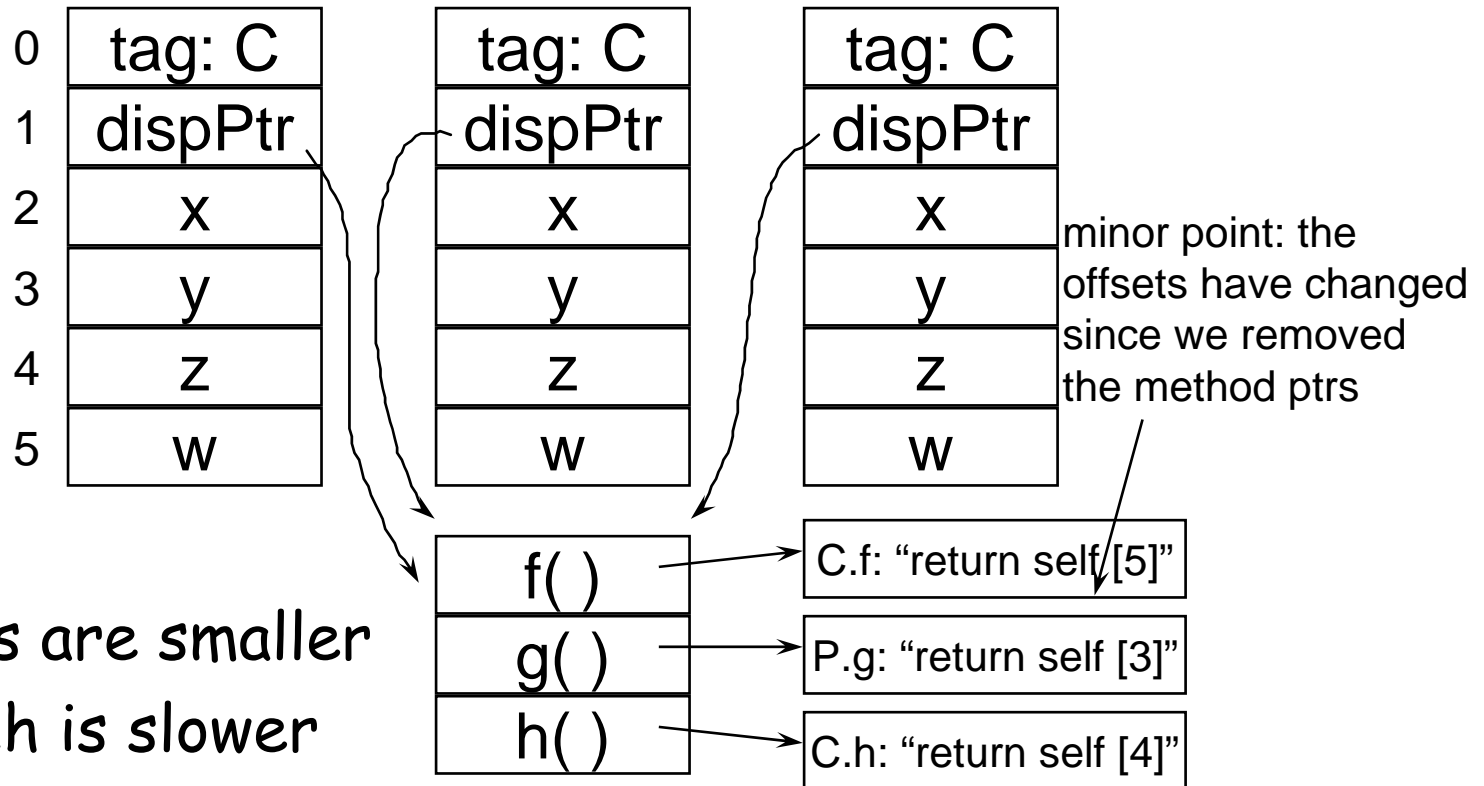 0 tag: C tag: C tag: C
1 dispPtr dispPtr dispPtr
2 x x x
3 y y y
4 z z z
5 w w w
minor point: the
offsets have changed
since we removed
the method ptrs
f( ) C.f: “return self [5]”
g( ) P.g: “return self [3]”
h( ) C.h: “return self [4]”
s are smaller
h is slower